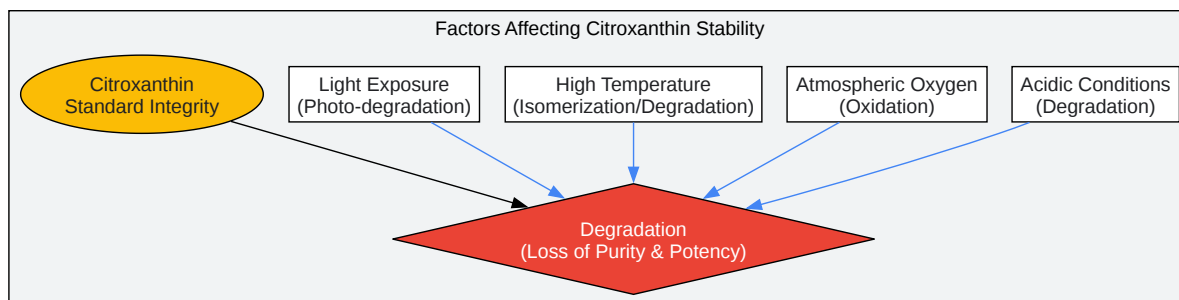 Factors Affecting Citroxanthin Stability
Citroxanthin
Standard Integrity
Light Exposure
(Photo-degradation)
High Temperature
(Isomerization/Degradation)
Atmospheric Oxygen
(Oxidation)
Acidic Conditions
(Degradation)
Degradation
(Loss of Purity & Potency)